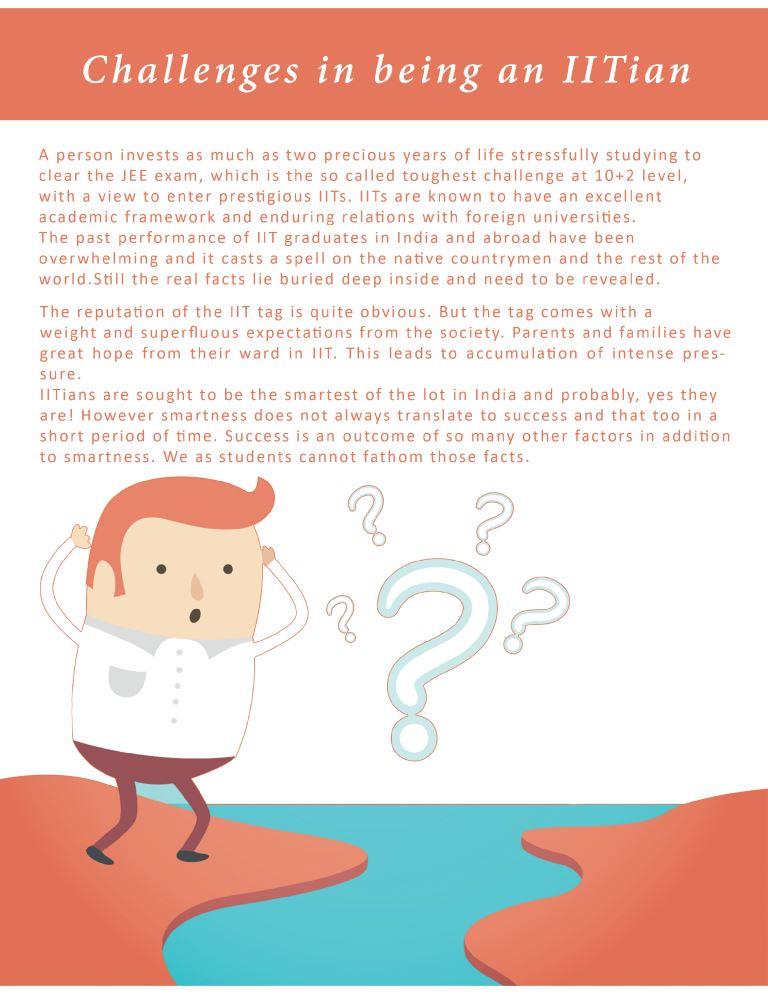 Challenges in being an IITian
A person invests as much as two precious years of life stressfully studying to
clear the JEE exam, which is the so called toughest challenge at 10+2 level,
with a view to enter prestigious IITs. IITs are known to have an excellent
academic framework and enduring relations with foreign universities.
The past performance of IIT graduates in India and abroad have been
overwhelming and it casts a spell on the native countrymen and the rest of the
world.Still the real facts lie buried deep inside and need to be revealed.
The reputation of the IIT tag is quite obvious. But the tag comes with a
weight and superfluous expectations from the society. Parents and families have
great hope from their ward in IIT. This leads to accumulation of intense pres-
sure.
IITians are sought to be the smartest of the lot in India and probably, yes they
are! However smartness does not always translate to success and that too in a
short period of time. Success is an outcome of so many other factors in addition
to smartness. We as students cannot fathom those facts.